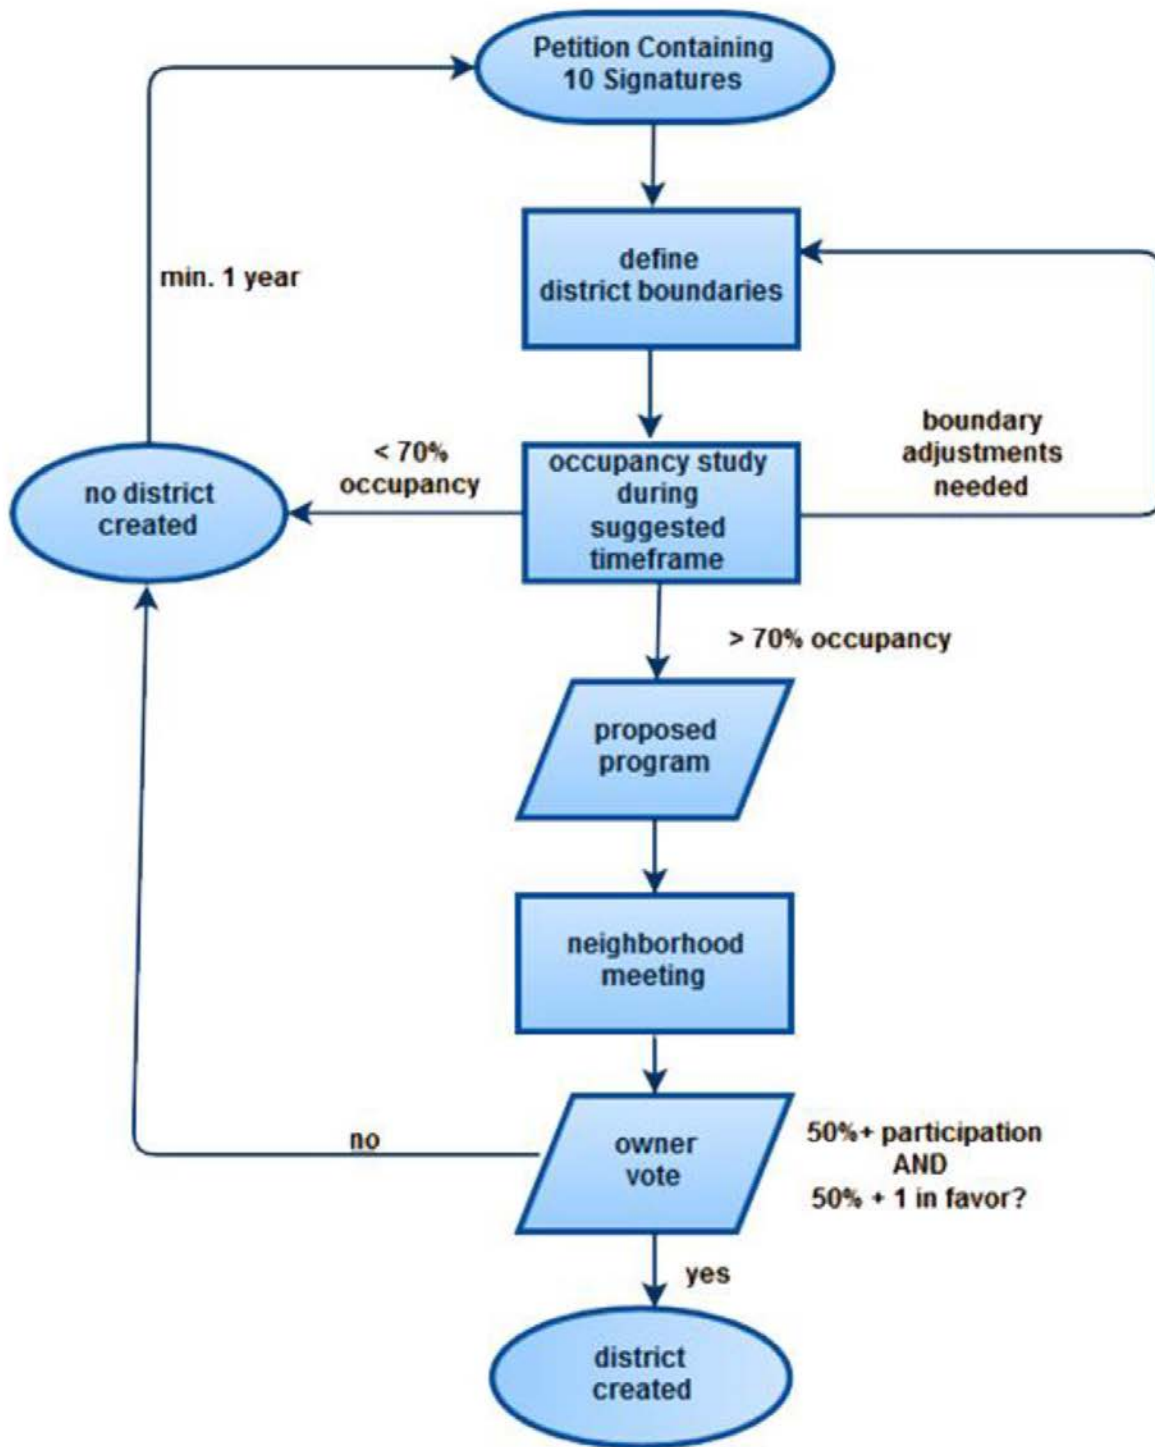 Petition Containing
10 Signatures
min. 1 year
define
district boundaries
boundary
adjustments
needed
< 70%
occupancy
no district
created
occupancy study
during
suggested
timeframe
> 70% occupancy
proposed
program
neighborhood
meeting
no
owner
vote
50%+ participation
AND
50% + 1 in favor?
yes
district
created